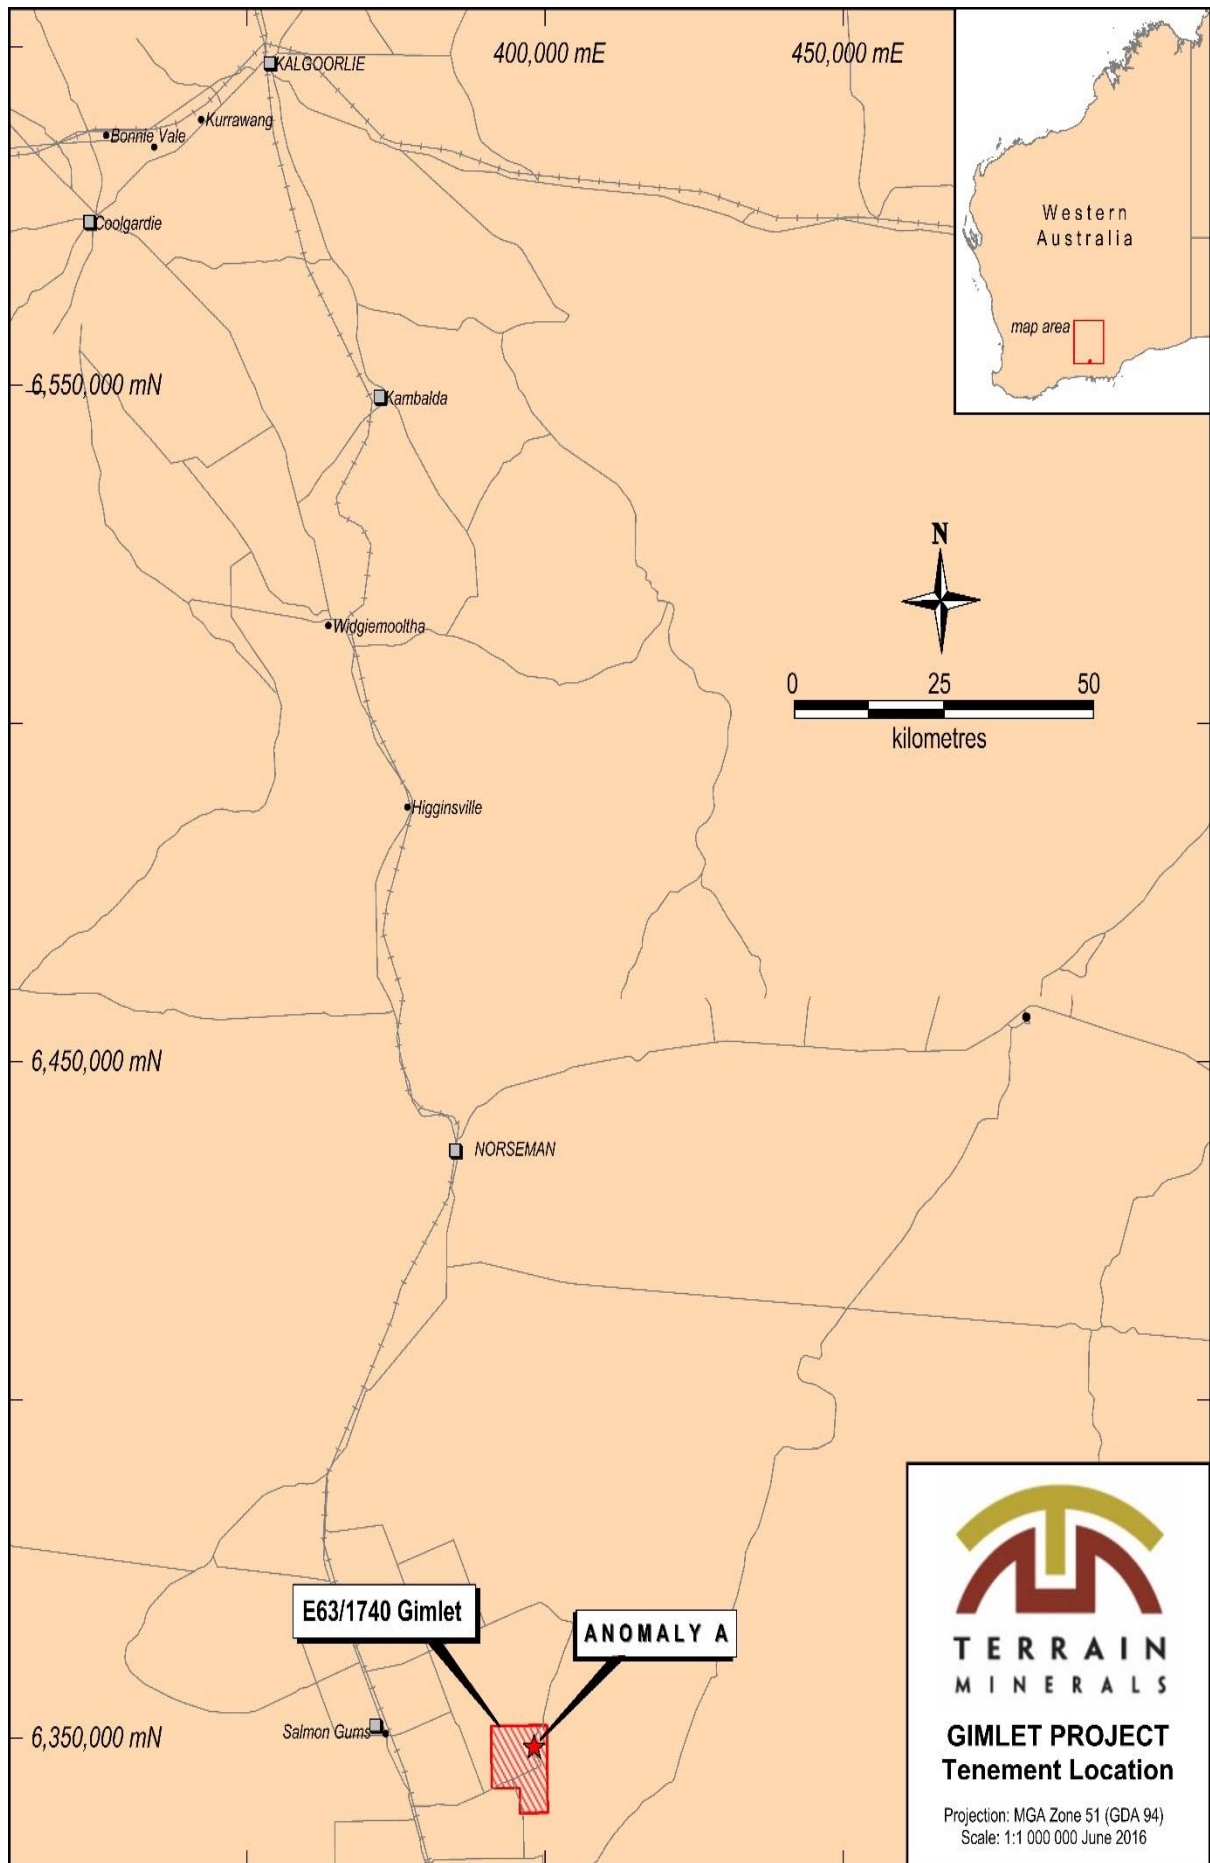 400,000 mE
450,000 mE
KALGOORLIE
Kurrawang
Bonnie Vale
Coolgardie
Western
Australia
map area
6,550,000 mN
Kambalda
N
Widgiemooltha
0 25 50
kilometres
Higginsville
6,450,000 mN
NORSEMAN
E63/1740 Gimlet
ANOMALY A
Salmon Gums
6,350,000 mN
TERRAIN
MINERALS
GIMLET PROJECT
Tenement Location
Projection: MGA Zone 51 (GDA 94)
Scale: 1:1 000 000 June 2016